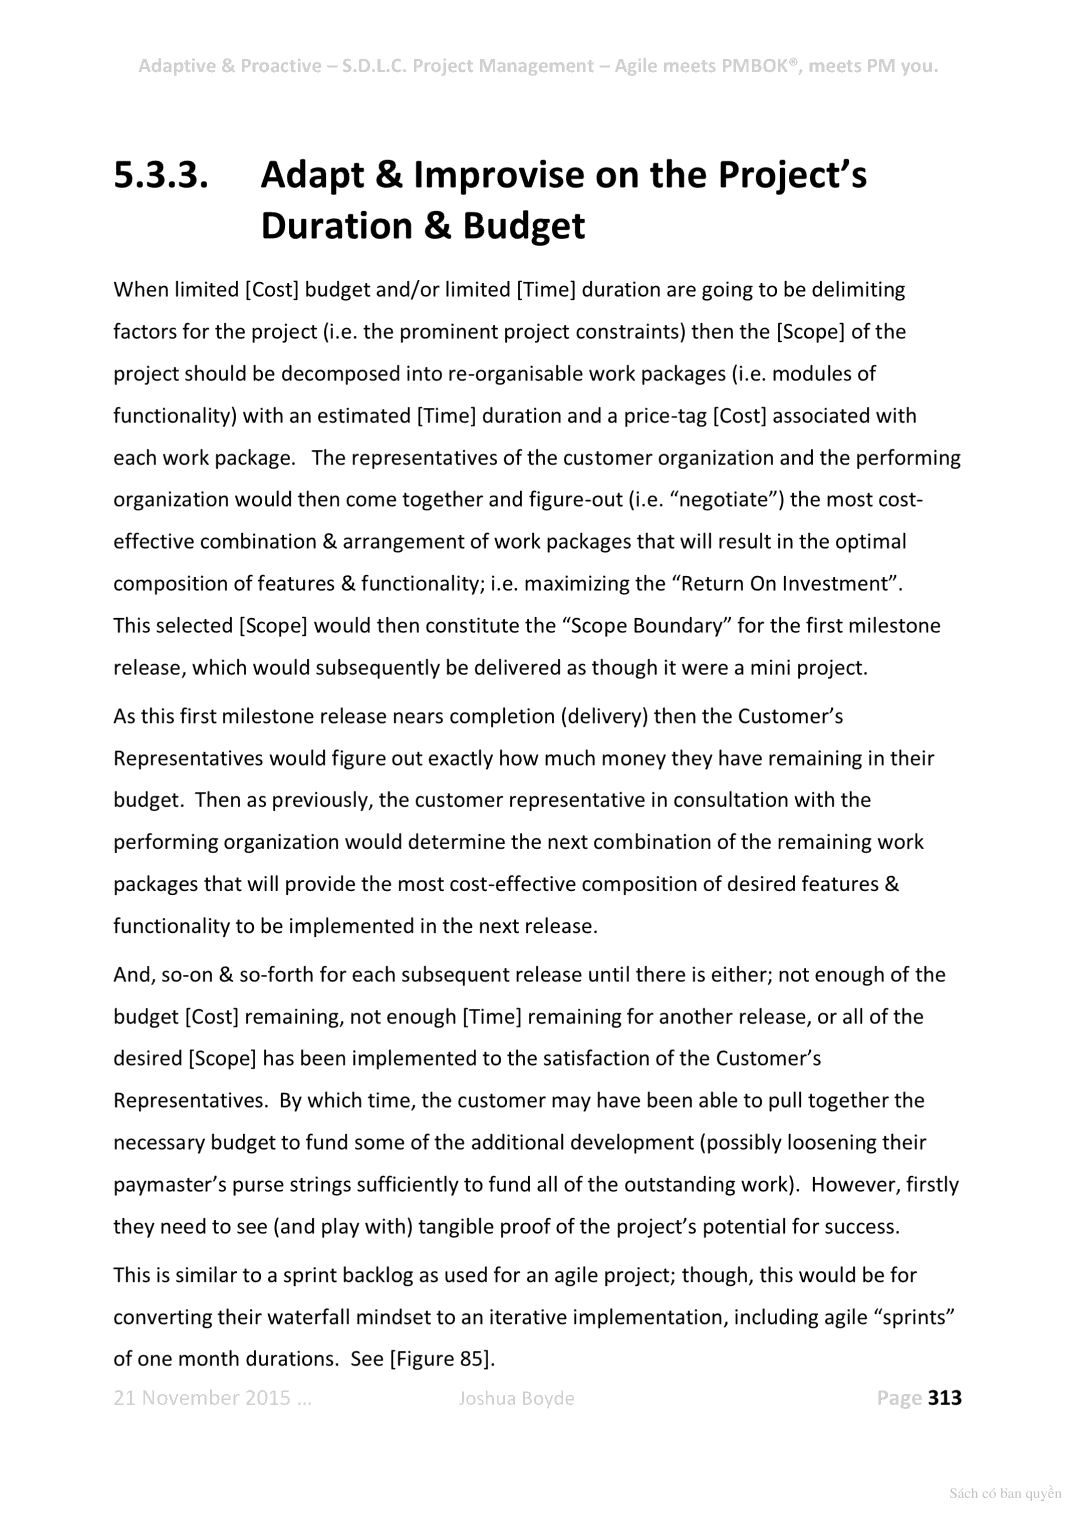 Adaptive & Proactive – S.D.L.C. Project Management – Agile meets PMBOK®, meets PM you.
5.3.3. Adapt & Improvise on the Project’s
Duration & Budget
When limited [Cost] budget and/or limited [Time] duration are going to be delimiting
factors for the project (i.e. the prominent project constraints) then the [Scope] of the
project should be decomposed into re-organisable work packages (i.e. modules of
functionality) with an estimated [Time] duration and a price-tag [Cost] associated with
each work package.   The representatives of the customer organization and the performing
organization would then come together and figure-out (i.e. “negotiate”) the most cost-
effective combination & arrangement of work packages that will result in the optimal
composition of features & functionality; i.e. maximizing the “Return On Investment”.
This selected [Scope] would then constitute the “Scope Boundary” for the first milestone
release, which would subsequently be delivered as though it were a mini project.
As this first milestone release nears completion (delivery) then the Customer’s
Representatives would figure out exactly how much money they have remaining in their
budget.  Then as previously, the customer representative in consultation with the
performing organization would determine the next combination of the remaining work
packages that will provide the most cost-effective composition of desired features &
functionality to be implemented in the next release.
And, so-on & so-forth for each subsequent release until there is either; not enough of the
budget [Cost] remaining, not enough [Time] remaining for another release, or all of the
desired [Scope] has been implemented to the satisfaction of the Customer’s
Representatives.  By which time, the customer may have been able to pull together the
necessary budget to fund some of the additional development (possibly loosening their
paymaster’s purse strings sufficiently to fund all of the outstanding work).  However, firstly
they need to see (and play with) tangible proof of the project’s potential for success.
This is similar to a sprint backlog as used for an agile project; though, this would be for
converting their waterfall mindset to an iterative implementation, including agile “sprints”
of one month durations.  See [Figure 85].
21 November 2015 … Joshua Boyde Page 313
Sách có bản quyền